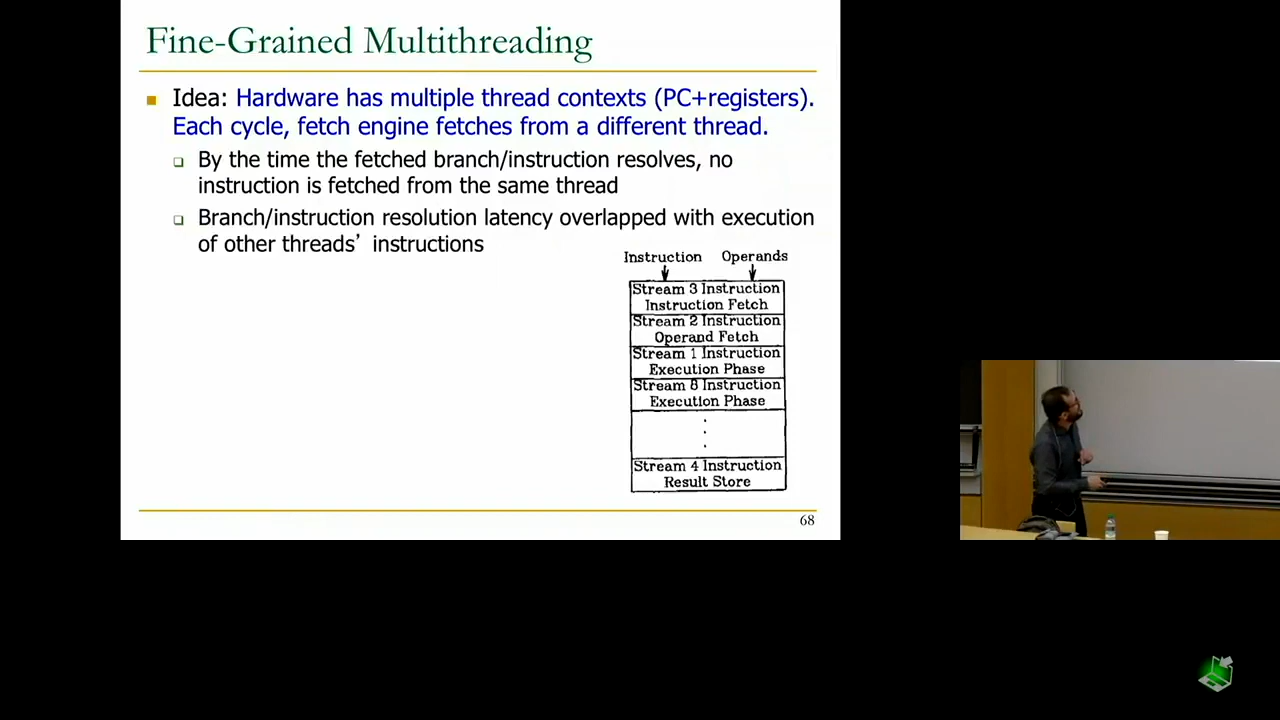 Fine-Grained Multithreading
Idea: Hardware has multiple thread contexts (PC+registers).
Each cycle, fetch engine fetches from a different thread.
By the time the fetched branch/instruction resolves, no
instruction is fetched from the same thread
Branch/instruction resolution latency overlapped with execution
of other threads’ instructions
Instruction Operands
Stream 3 Instruction
Instruction Fetch
Stream 2 Instruction
Operand Fetch
Stream 1 Instruction
Execution Phase
Stream 8 Instruction
Execution Phase
Stream 4 Instruction
Result Store
68